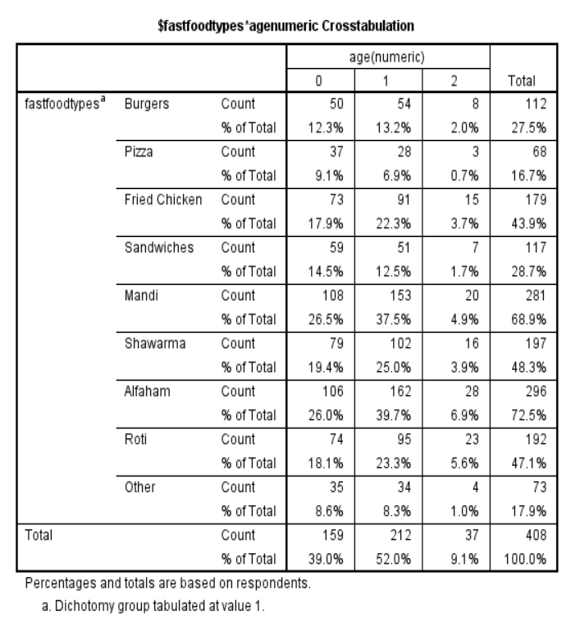 $fastfoodtypes*agenumeric Crosstabulation
age(numeric)
0 1 2 Total
fastfoodtypesa Burgers Count 50 54 8 112
% of Total 12.3% 13.2% 2.0% 27.5%
Pizza Count 37 28 3 68
% of Total 9.1% 6.9% 0.7% 16.7%
Fried Chicken Count 73 91 15 179
% of Total 17.9% 22.3% 3.7% 43.9%
Sandwiches Count 59 51 7 117
% of Total 14.5% 12.5% 1.7% 28.7%
Mandi Count 108 153 20 281
% of Total 26.5% 37.5% 4.9% 68.9%
Shawarma Count 79 102 16 197
% of Total 19.4% 25.0% 3.9% 48.3%
Alfaham Count 106 162 28 296
% of Total 26.0% 39.7% 6.9% 72.5%
Roti Count 74 95 23 192
% of Total 18.1% 23.3% 5.6% 47.1%
Other Count 35 34 4 73
% of Total 8.6% 8.3% 1.0% 17.9%
Total Count 159 212 37 408
% of Total 39.0% 52.0% 9.1% 100.0%
Percentages and totals are based on respondents.
a. Dichotomy group tabulated at value 1.